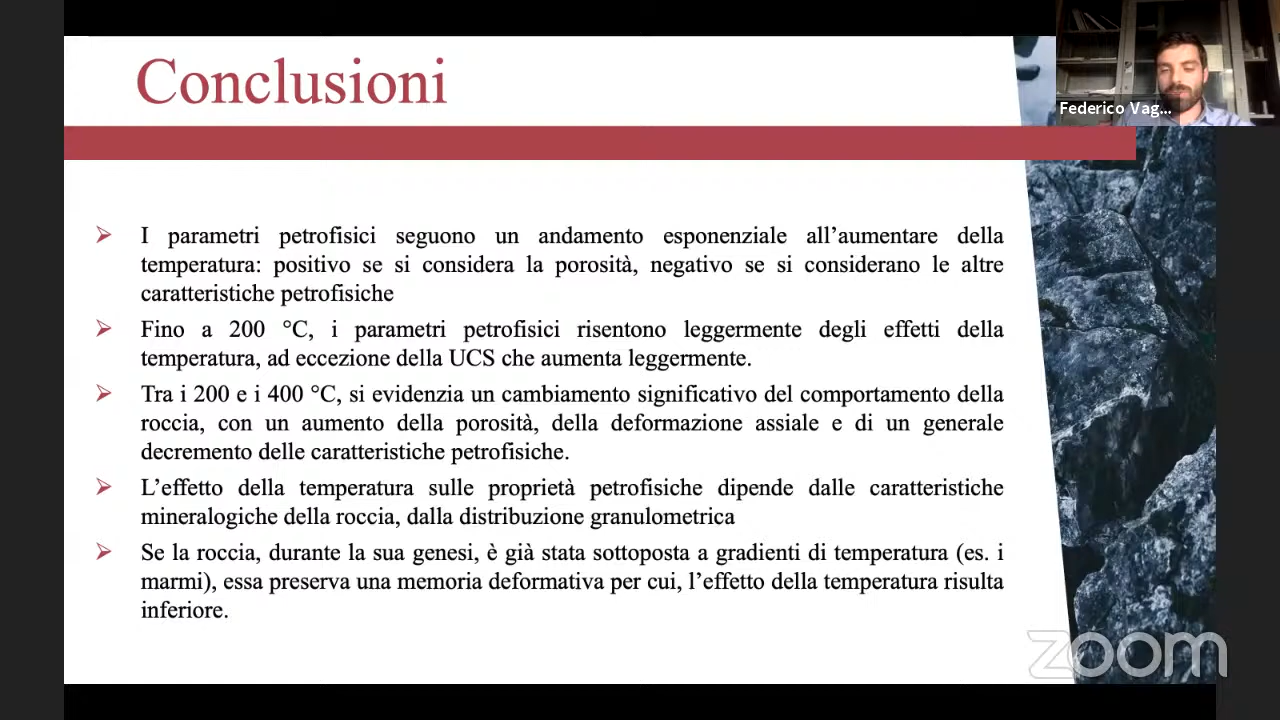 Conclusioni
Federico Vag...
➢ I parametri petrofisici seguono un andamento esponenziale all’aumentare della
temperatura: positivo se si considera la porosità, negativo se si considerano le altre
caratteristiche petrofisiche
➢ Fino a 200 °C, i parametri petrofisici risentono leggermente degli effetti della
temperatura, ad eccezione della UCS che aumenta leggermente.
➢ Tra i 200 e i 400 °C, si evidenzia un cambiamento significativo del comportamento della
roccia, con un aumento della porosità, della deformazione assiale e di un generale
decremento delle caratteristiche petrofisiche.
➢ L’effetto della temperatura sulle proprietà petrofisiche dipende dalle caratteristiche
mineralogiche della roccia, dalla distribuzione granulometrica
➢ Se la roccia, durante la sua genesi, è già stata sottoposta a gradienti di temperatura (es. i
marmi), essa preserva una memoria deformativa per cui, l’effetto della temperatura risulta
inferiore.
zoom